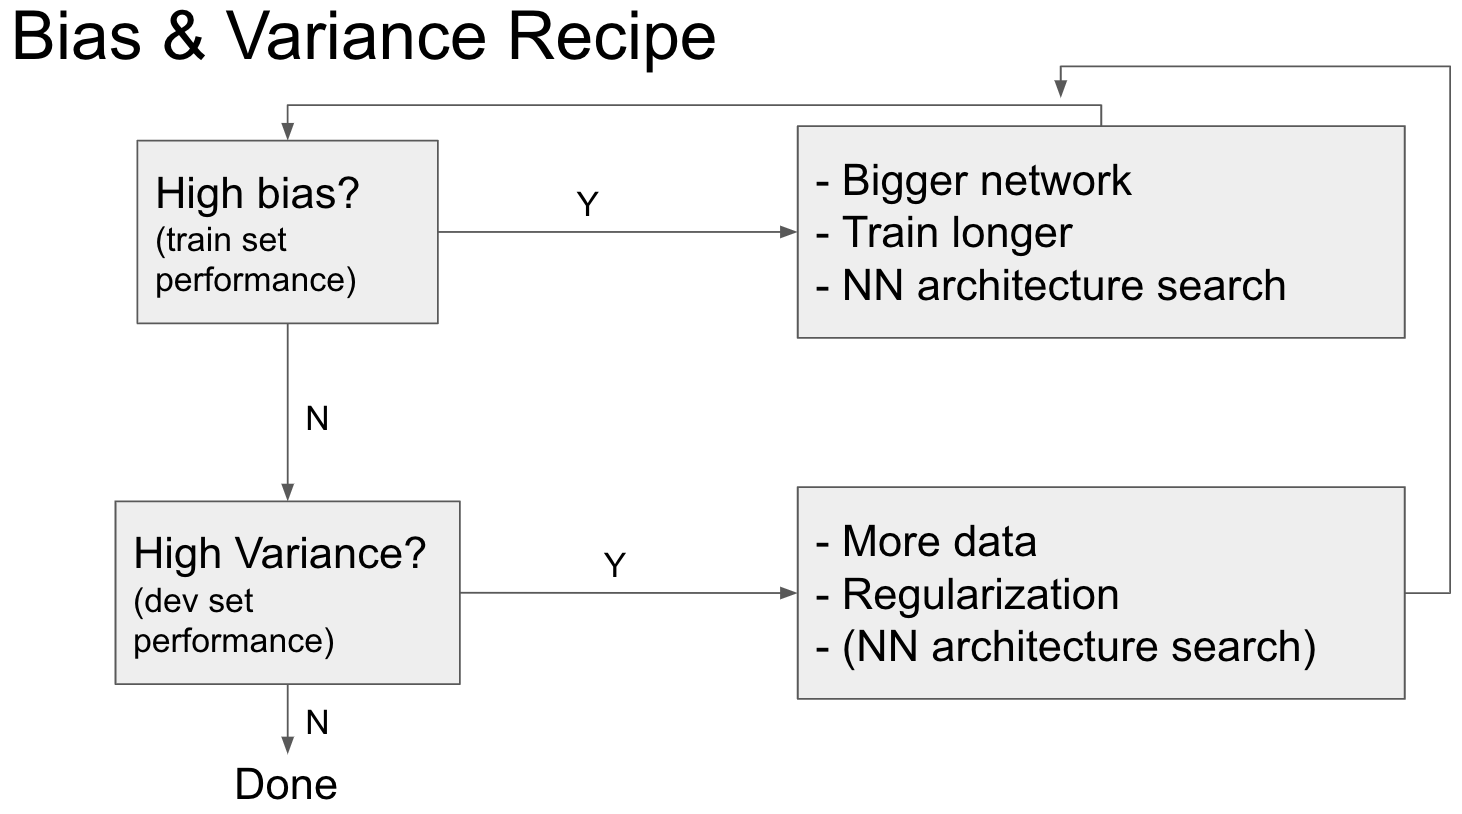 Bias & Variance Recipe
High bias?
(train set
performance)
Y
- Bigger network
- Train longer
- NN architecture search
N
High Variance?
(dev set
performance)
Y
- More data
- Regularization
- (NN architecture search)
N
Done